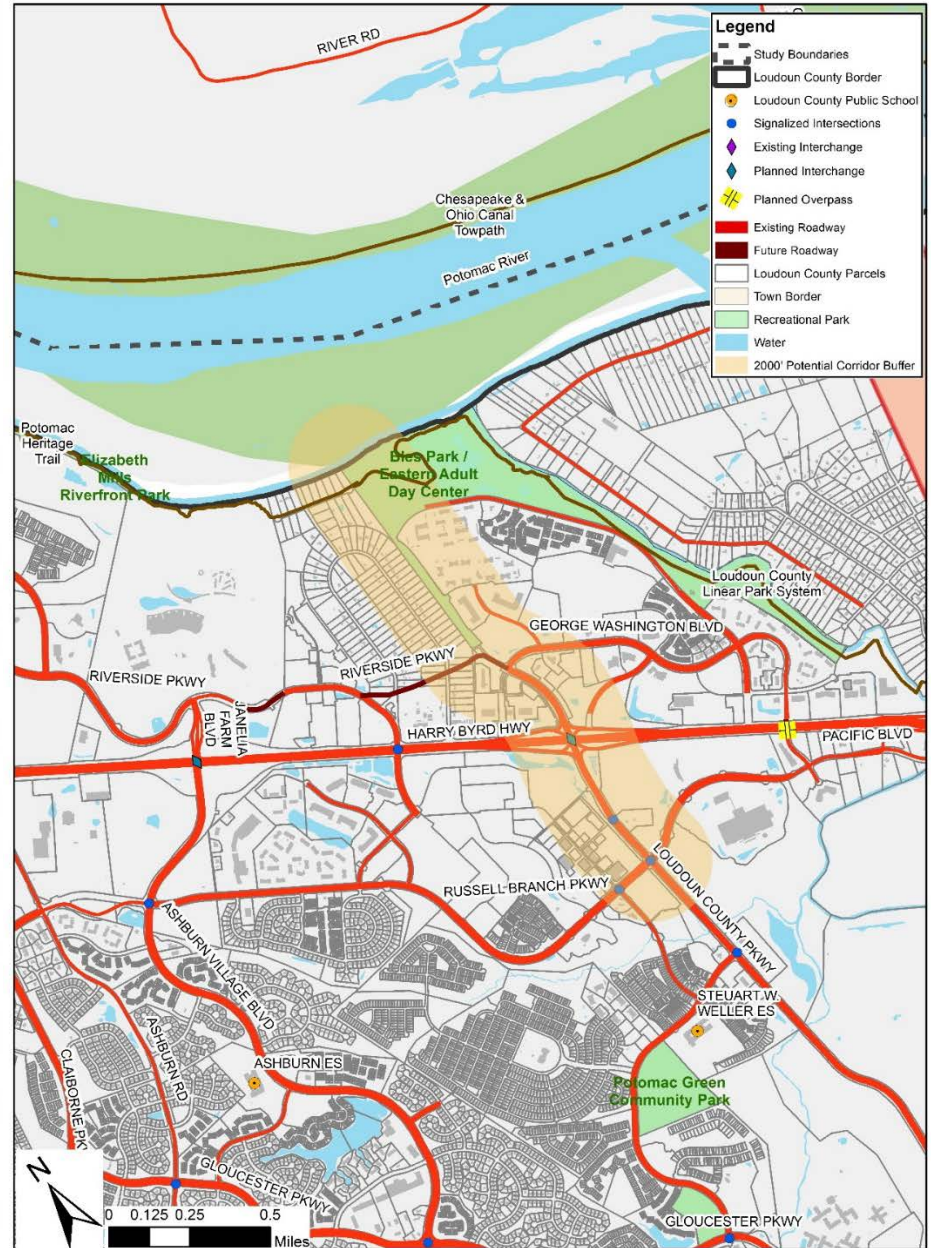 RIVER RD
Legend
Study Boundaries
Loudoun County Border
Loudoun County Public School
Signalized Intersections
Existing Interchange
Planned Interchange
Planned Overpass
Existing Roadway
Future Roadway
Loudoun County Parcels
Town Border
Recreational Park
Water
2000' Potential Corridor Buffer
Chesapeake &
Ohio Canal
Towpath
Potomac River
Potomac
Heritage
Trail
Elizabeth
Mills
Riverfront Park
Bles Park /
Eastern Adult
Day Center
Loudoun County
Linear Park System
GEORGE WASHINGTON BLVD
RIVERSIDE PKWY
RIVERSIDE PKWY
JANELIA
FARM
BLVD
HARRY BYRD HWY
PACIFIC BLVD
LOUDOUN COUNTY PKWY
RUSSELL BRANCH PKWY
ASHBURN VILLAGE BLVD
STEUART W.
WELLER ES
ASHBURN RD
ASHBURN ES
CLAIBORNE PK
Potomac Green
Community Park
GLOUCESTER PKWY
GLOUCESTER PKWY
N
0 0.125 0.25 0.5
Miles